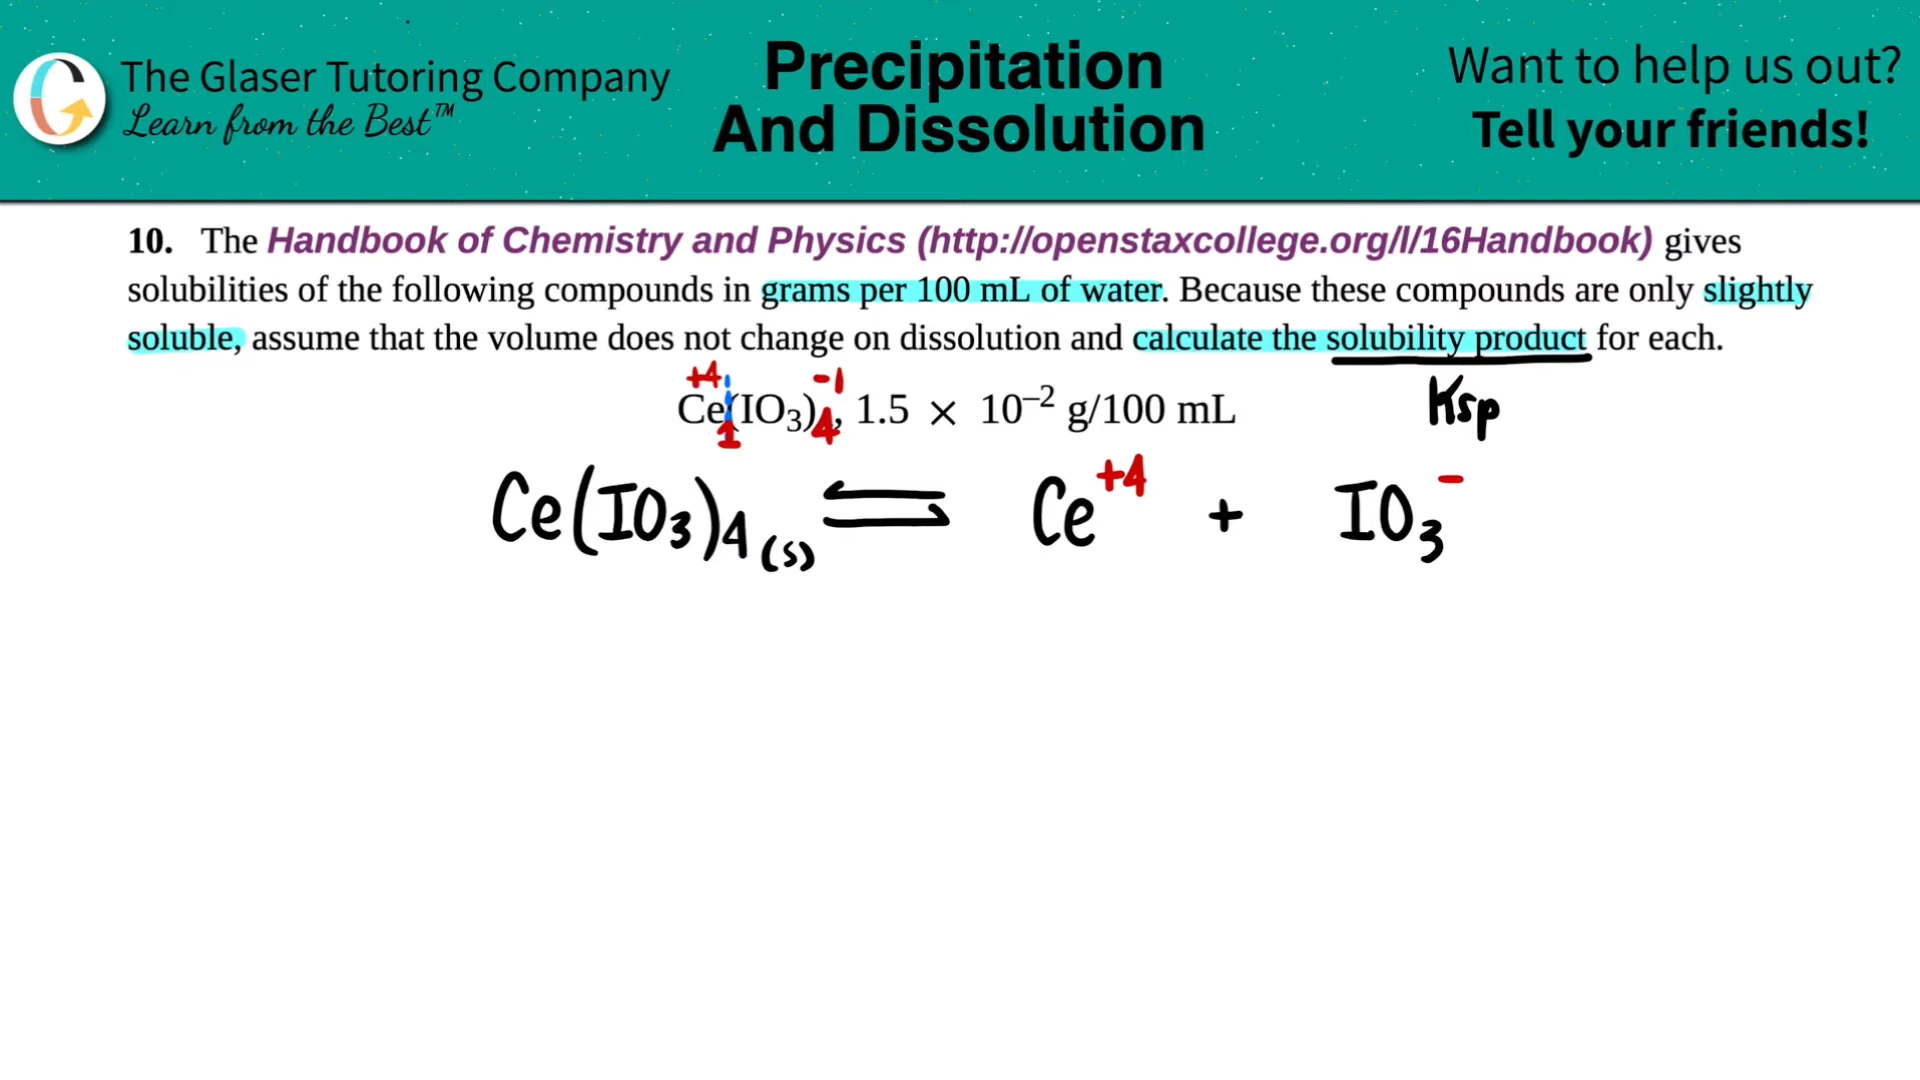 The Glaser Tutoring Company
Learn from the Best™
Precipitation
And Dissolution
Want to help us out?
Tell your friends!
10. The Handbook of Chemistry and Physics (http://openstaxcollege.org/l/16Handbook) gives
solubilities of the following compounds in grams per 100 mL of water. Because these compounds are only slightly
soluble, assume that the volume does not change on dissolution and calculate the solubility product for each.
+4 -1
Ce(IO₃)₄, 1.5 × 10⁻² g/100 mL
1
Ksp
Ce(IO₃)₄ (s) ⇌ Ce⁺⁴ + IO₃⁻